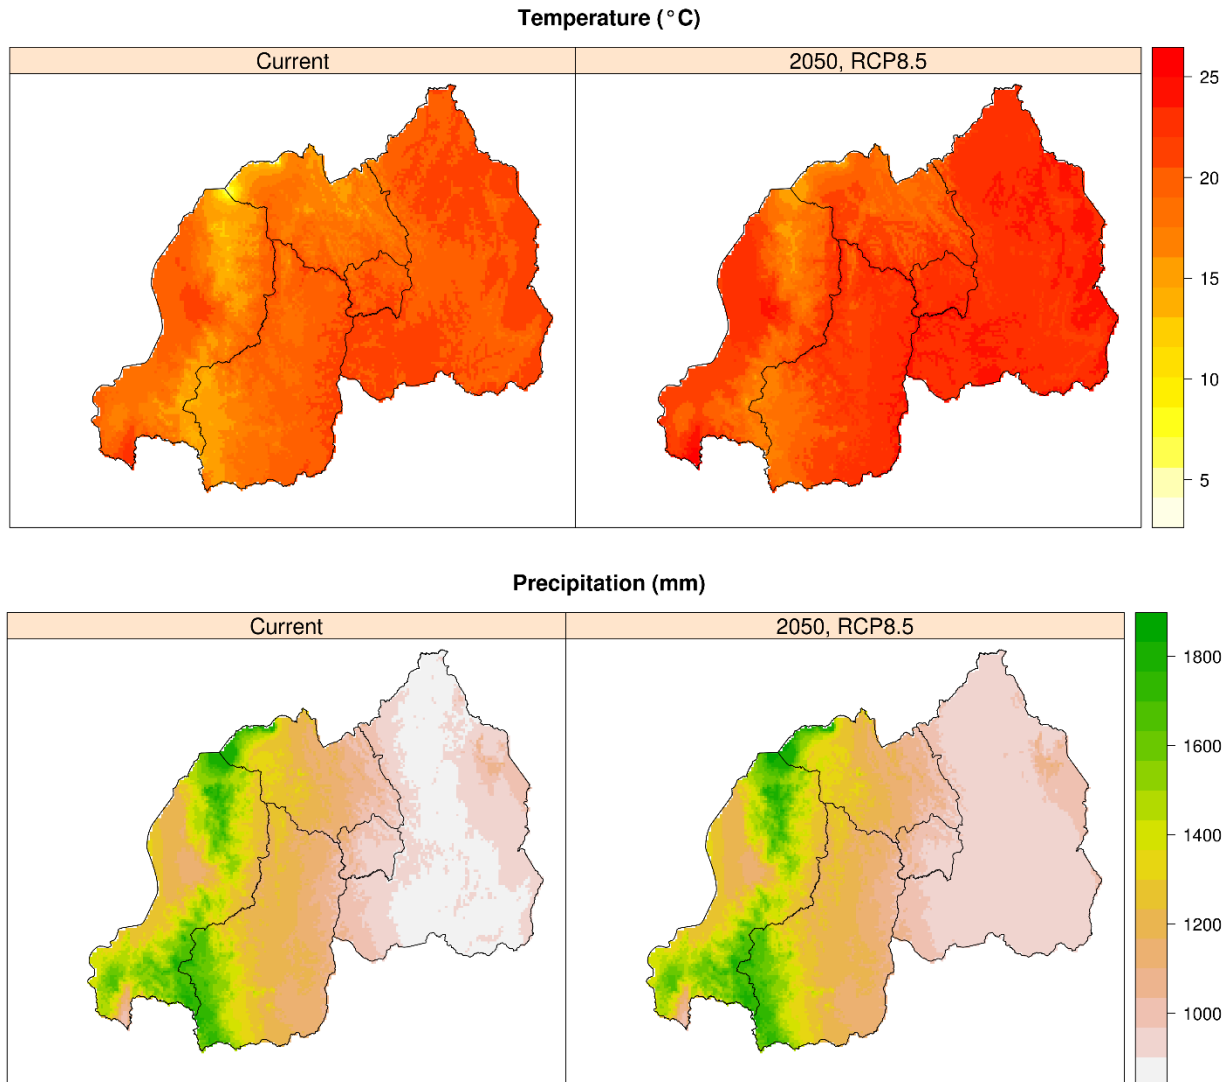 Temperature (°C)
Current
2050, RCP8.5
25
20
15
10
5
Precipitation (mm)
Current
2050, RCP8.5
1800
1600
1400
1200
1000